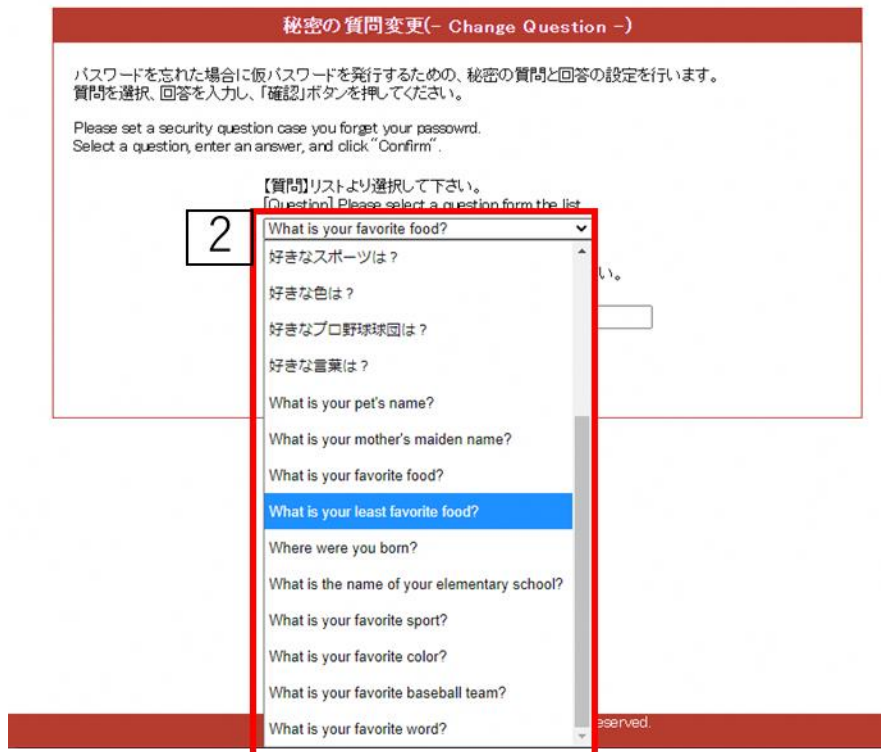 秘密の質問変更(- Change Question -)
パスワードを忘れた場合に仮パスワードを発行するための、秘密の質問と回答の設定を行います。
質問を選択、回答を入力し、「確認」ボタンを押してください。
Please set a security question case you forget your passowrd.
Select a question, enter an answer, and click "Confirm".
【質問】リストより選択して下さい。
[Question] Please select a question form the list
2
What is your favorite food?
好きなスポーツは？
い。
好きな色は？
好きなプロ野球球団は？
好きな言葉は？
What is your pet's name?
What is your mother's maiden name?
What is your favorite food?
What is your least favorite food?
Where were you born?
What is the name of your elementary school?
What is your favorite sport?
What is your favorite color?
What is your favorite baseball team?
What is your favorite word?
eserved.